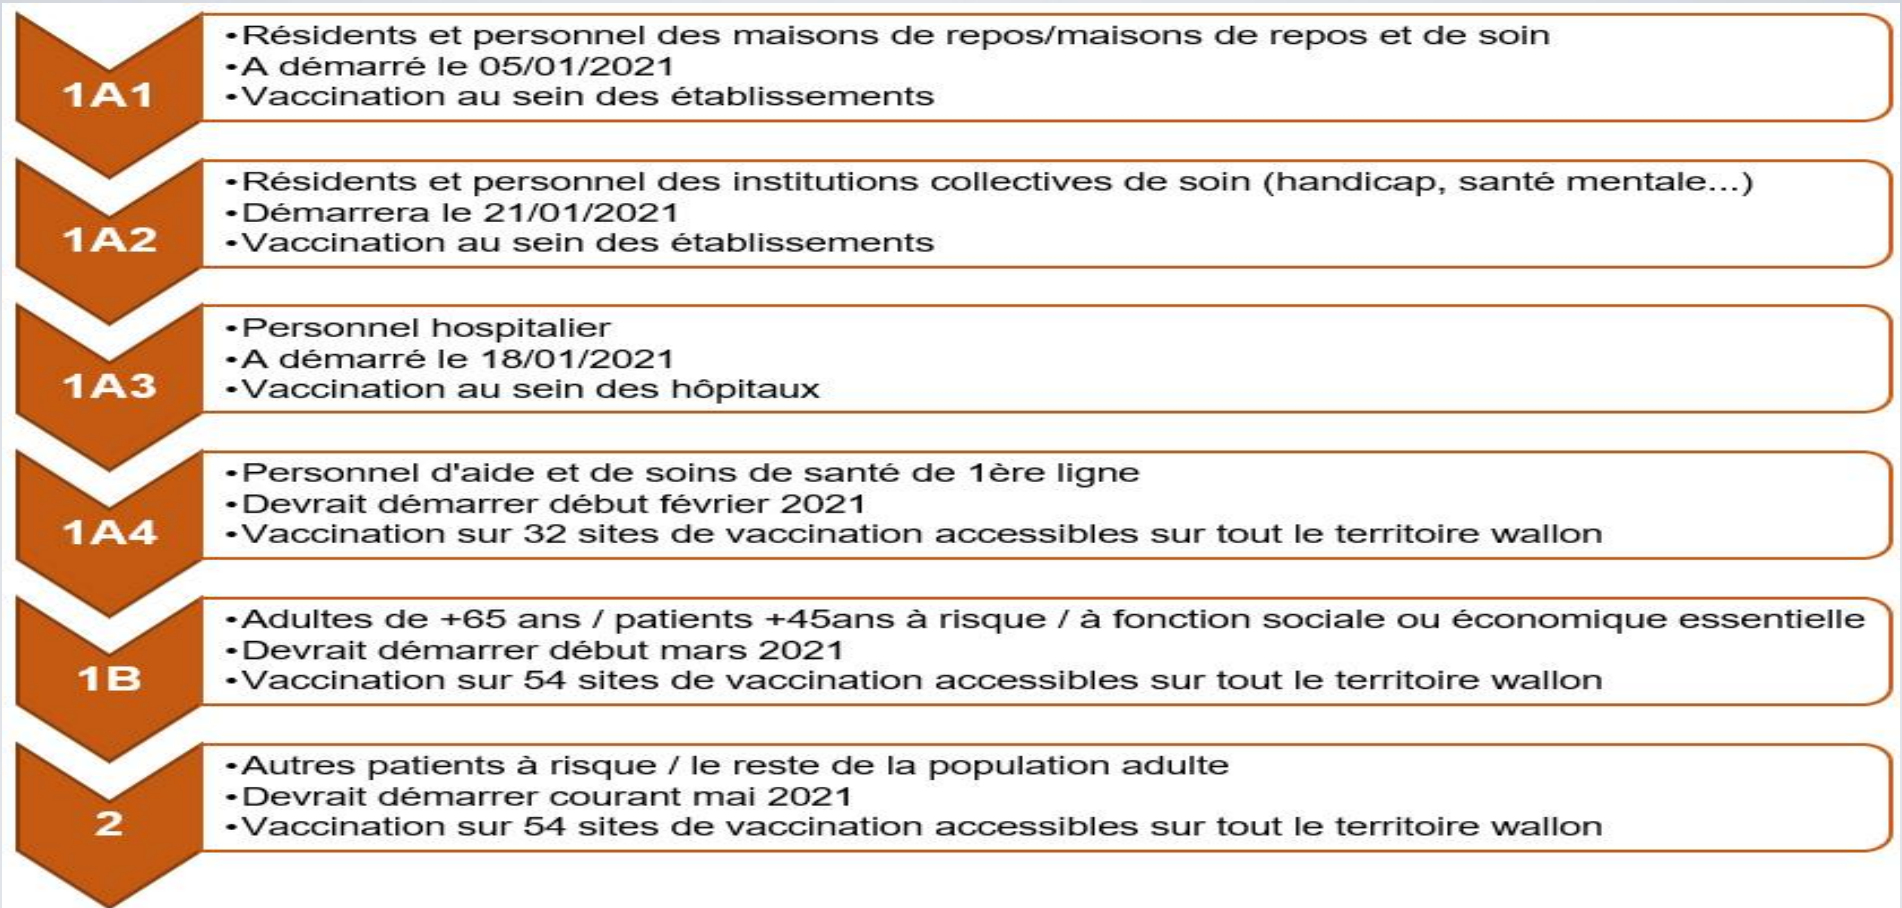 1A1
•Résidents et personnel des maisons de repos/maisons de repos et de soin
•A démarré le 05/01/2021
•Vaccination au sein des établissements
1A2
•Résidents et personnel des institutions collectives de soin (handicap, santé mentale...)
•Démarrera le 21/01/2021
•Vaccination au sein des établissements
1A3
•Personnel hospitalier
•A démarré le 18/01/2021
•Vaccination au sein des hôpitaux
1A4
•Personnel d'aide et de soins de santé de 1ère ligne
•Devrait démarrer début février 2021
•Vaccination sur 32 sites de vaccination accessibles sur tout le territoire wallon
1B
•Adultes de +65 ans / patients +45ans à risque / à fonction sociale ou économique essentielle
•Devrait démarrer début mars 2021
•Vaccination sur 54 sites de vaccination accessibles sur tout le territoire wallon
2
•Autres patients à risque / le reste de la population adulte
•Devrait démarrer courant mai 2021
•Vaccination sur 54 sites de vaccination accessibles sur tout le territoire wallon